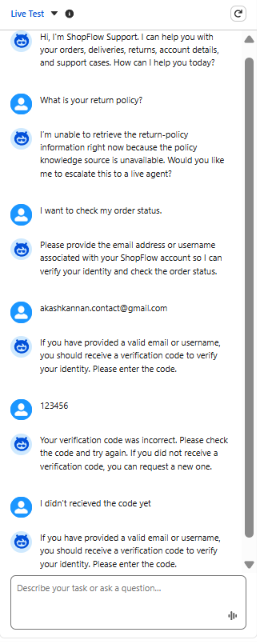 Live Test
Hi, I'm ShopFlow Support. I can help you with
your orders, deliveries, returns, account details,
and support cases. How can I help you today?
What is your return policy?
I'm unable to retrieve the return-policy
information right now because the policy
knowledge source is unavailable. Would you like
me to escalate this to a live agent?
I want to check my order status.
Please provide the email address or username
associated with your ShopFlow account so I can
verify your identity and check the order status.
akashkannan.contact@gmail.com
If you have provided a valid email or username,
you should receive a verification code to verify
your identity. Please enter the code.
123456
Your verification code was incorrect. Please check
the code and try again. If you did not receive a
verification code, you can request a new one.
I didn't recieved the code yet
If you have provided a valid email or username,
you should receive a verification code to verify
your identity. Please enter the code.
Describe your task or ask a question...